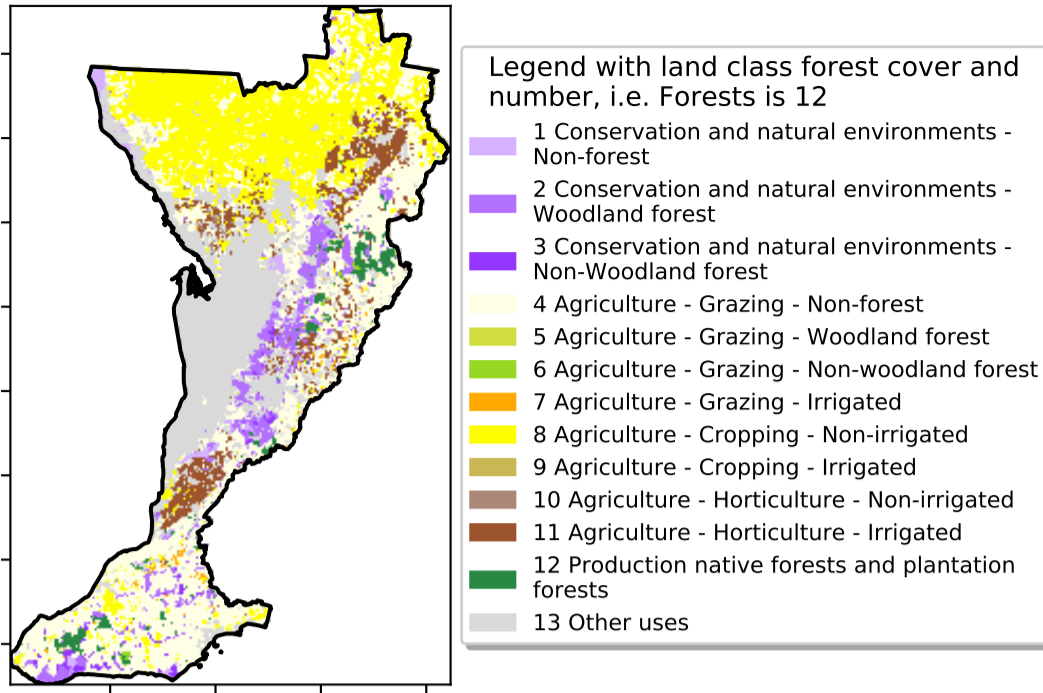 Legend with land class forest cover and
number, i.e. Forests is 12
1 Conservation and natural environments -
Non-forest
2 Conservation and natural environments -
Woodland forest
3 Conservation and natural environments -
Non-Woodland forest
4 Agriculture - Grazing - Non-forest
5 Agriculture - Grazing - Woodland forest
6 Agriculture - Grazing - Non-woodland forest
7 Agriculture - Grazing - Irrigated
8 Agriculture - Cropping - Non-irrigated
9 Agriculture - Cropping - Irrigated
10 Agriculture - Horticulture - Non-irrigated
11 Agriculture - Horticulture - Irrigated
12 Production native forests and plantation
forests
13 Other uses